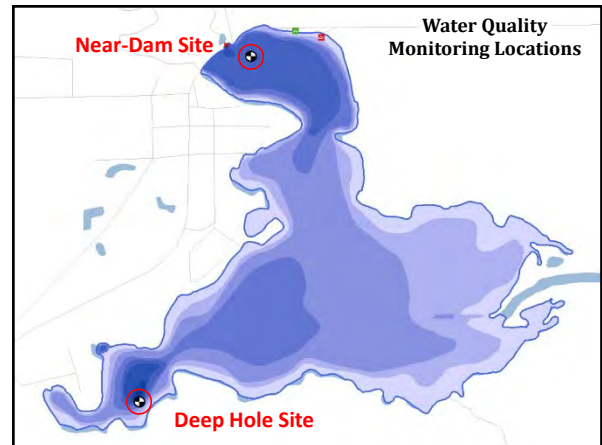 Water Quality
Monitoring Locations
Near-Dam Site
Deep Hole Site